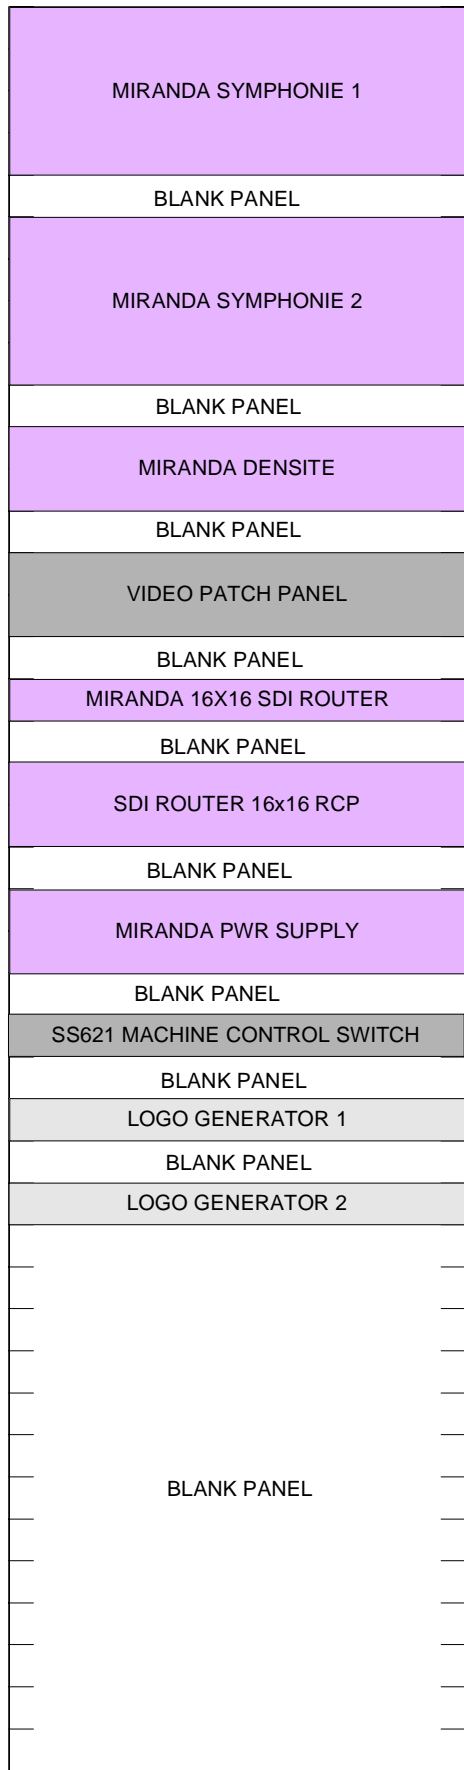 MIRANDA SYMPHONIE 1
BLANK PANEL
MIRANDA SYMPHONIE 2
BLANK PANEL
MIRANDA DENSITE
BLANK PANEL
VIDEO PATCH PANEL
BLANK PANEL
MIRANDA 16X16 SDI ROUTER
BLANK PANEL
SDI ROUTER 16x16 RCP
BLANK PANEL
MIRANDA PWR SUPPLY
BLANK PANEL
SS621 MACHINE CONTROL SWITCH
BLANK PANEL
LOGO GENERATOR 1
BLANK PANEL
LOGO GENERATOR 2
BLANK PANEL